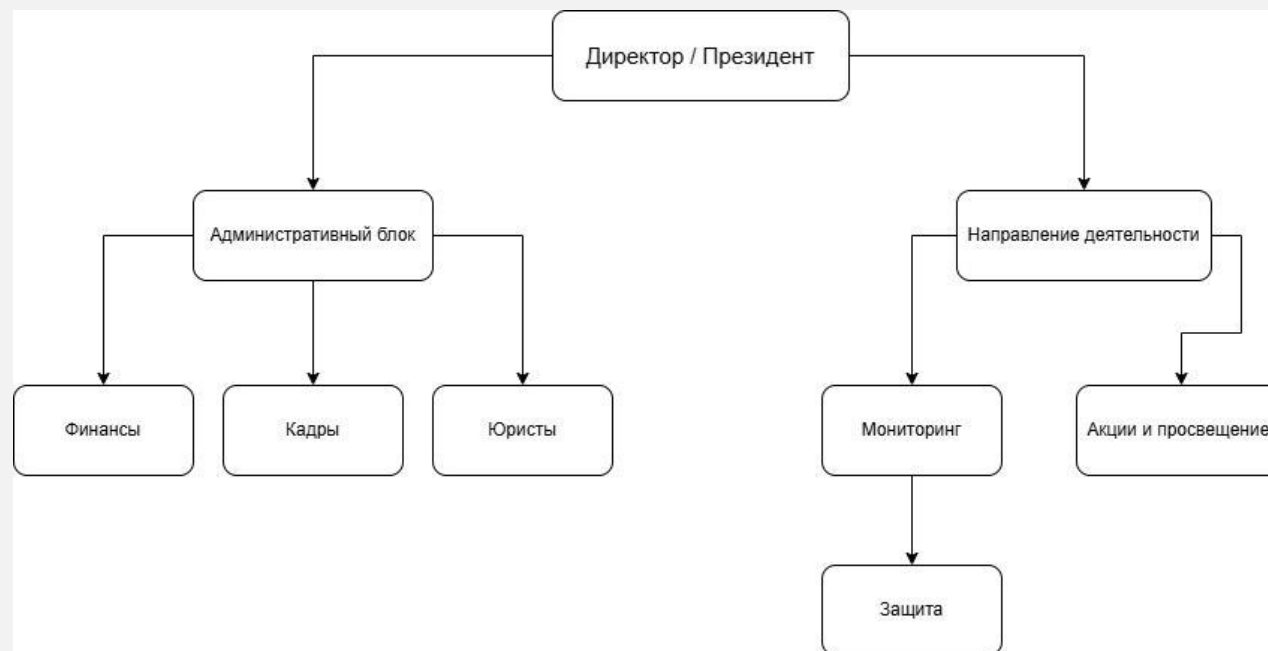 Директор / Президент
Административный блок
Направление деятельности
Финансы
Кадры
Юристы
Мониторинг
Акции и просвещение
Защита